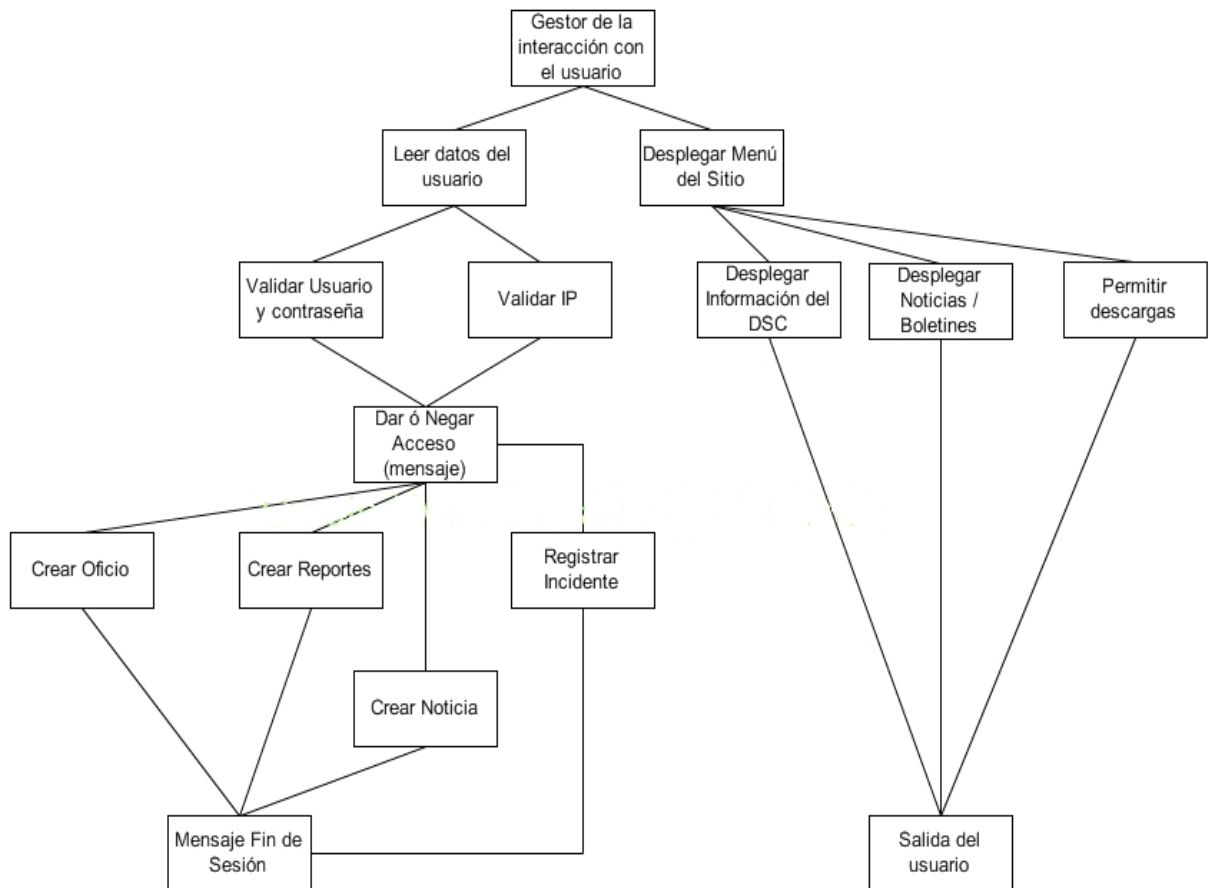 Gestor de la
interacción con
el usuario
Leer datos del
usuario
Desplegar Menú
del Sitio
Validar Usuario
y contraseña
Validar IP
Desplegar
Información del
DSC
Desplegar
Noticias /
Boletines
Permitir
descargas
Dar ó Negar
Acceso
(mensaje)
Crear Oficio
Crear Reportes
Registrar
Incidente
Crear Noticia
Mensaje Fin de
Sesión
Salida del
usuario